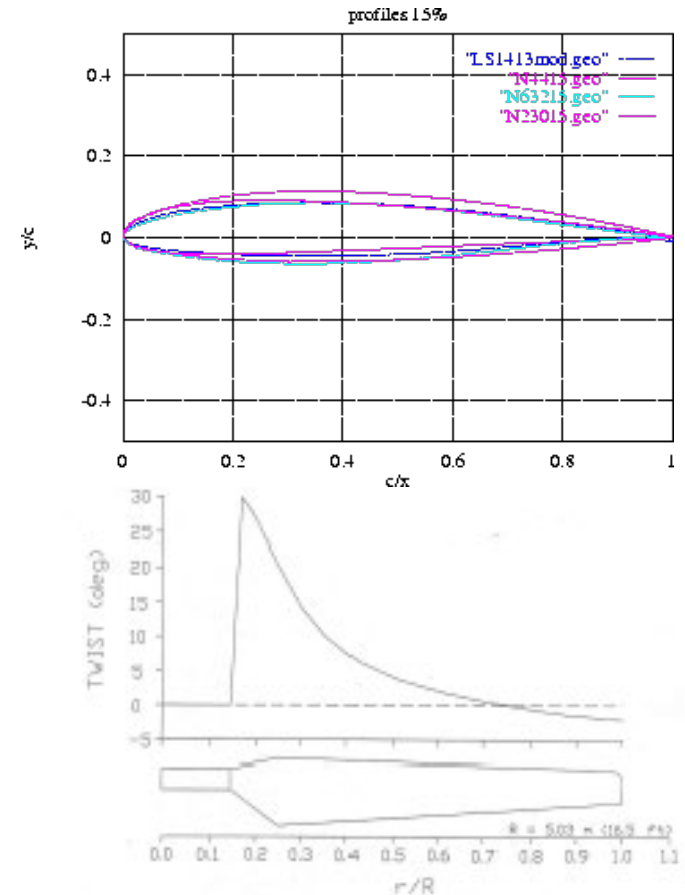 profiles 15%
"LS1413mod.geo"
"N4415.geo"
"N63215.geo"
"N23015.geo"
0.4
0.2
0
-0.2
-0.4
y/c
0 0.2 0.4 0.6 0.8 1
c/x
30
25
20
15
10
5
0
-5
TWIST (deg)
R = 5.03 m (16.5 ft)
0.0 0.1 0.2 0.3 0.4 0.5 0.6 0.7 0.8 0.9 1.0 1.1
r/R